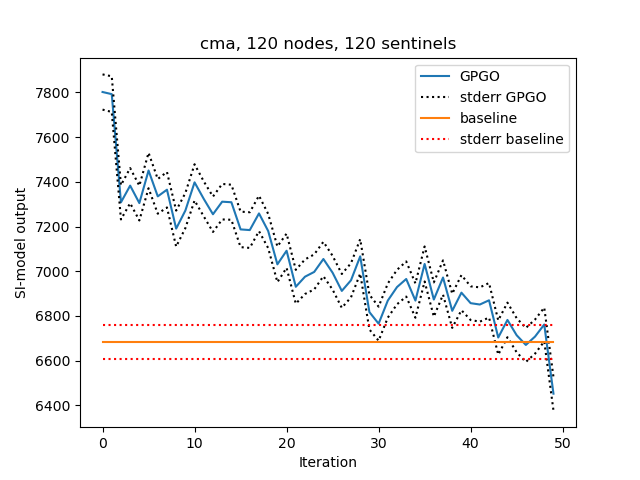 cma, 120 nodes, 120 sentinels
GPGO
stderr GPGO
baseline
stderr baseline
SI-model output
7800
7600
7400
7200
7000
6800
6600
6400
0 10 20 30 40 50
Iteration